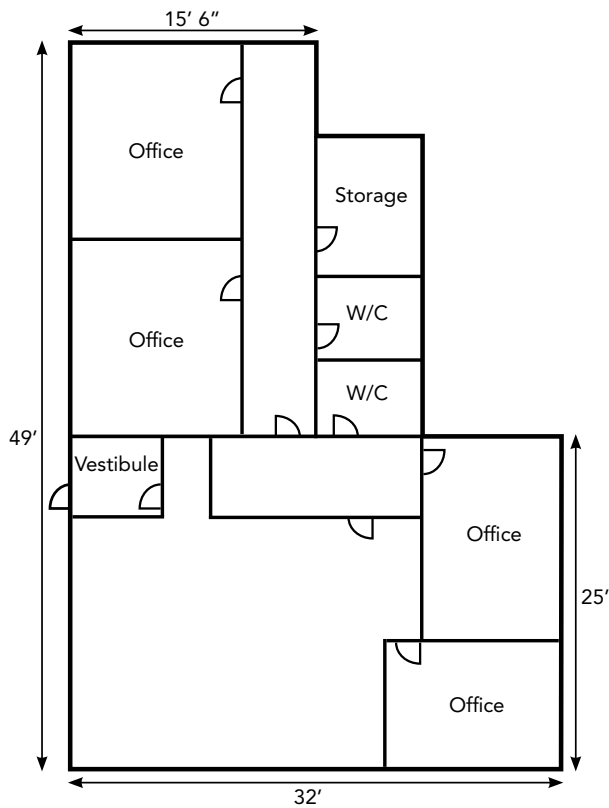 15’ 6”
Office
Storage
W/C
Office
W/C
49’
Vestibule
Office
25’
Office
32’